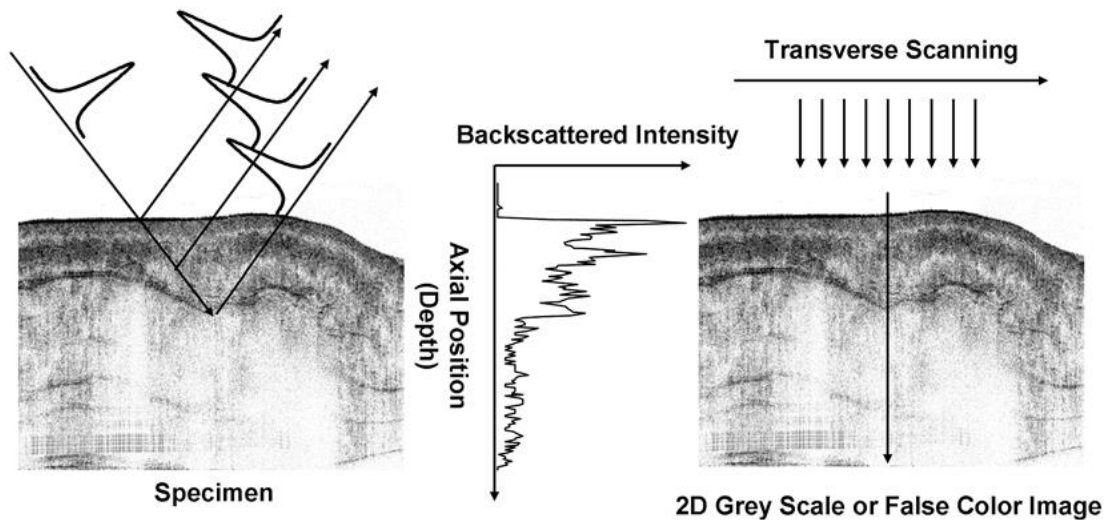 Transverse Scanning
Backscattered Intensity
Axial Position
(Depth)
Specimen
2D Grey Scale or False Color Image